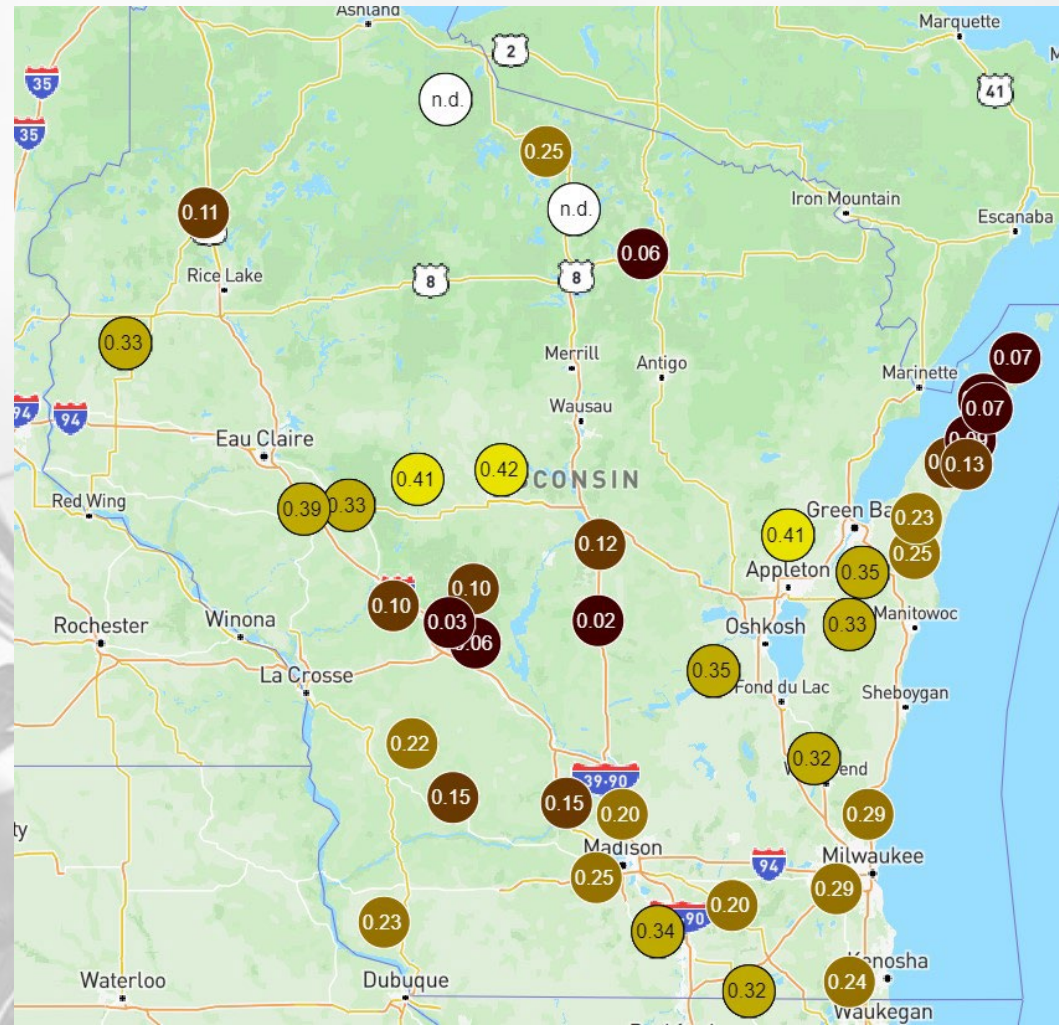 Ashland
Marquette
2
35
41
n.d.
35
0.25
Iron Mountain
n.d.
0.11
Escanaba
0.06
Rice Lake
8
8
0.33
Merrill
Antigo
0.07
Marinette
94
94
Wausau
0.07
Eau Claire
0.09
0.42
CONSIN
0.13
0.41
Red Wing
0.39
0.33
Green Ba
0.23
0.41
0.12
0.25
Appleton
0.35
0.10
0.10
Rochester
Winona
0.03
0.02
0.33
Manitowoc
0.06
Oshkosh
La Crosse
0.35
Fond du Lac
Sheboygan
0.22
0.32
end
39·90
0.15
0.15
0.20
0.29
ty
Madison
94
Milwaukee
0.25
0.29
0.20
0.23
90
0.34
Waterloo
Dubuque
0.24
Kenosha
0.32
Waukegan